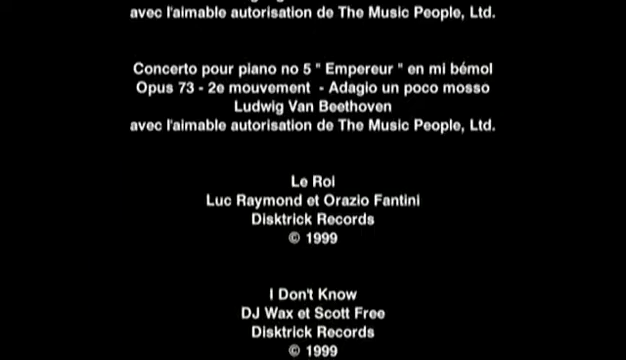 avec l'aimable autorisation de The Music People, Ltd.
Concerto pour piano no 5 " Empereur " en mi bémol
Opus 73 - 2e mouvement - Adagio un poco mosso
Ludwig Van Beethoven
avec l'aimable autorisation de The Music People, Ltd.
Le Roi
Luc Raymond et Orazio Fantini
Disktrick Records
© 1999
I Don't Know
DJ Wax et Scott Free
Disktrick Records
© 1999